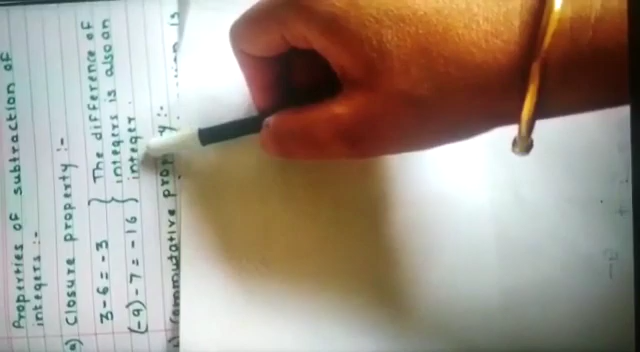 Properties of subtraction of
integers :-
a) Closure property :-
3 - 6 = -3 } The difference of
integers is also an
(-9) - 7 = -16 } integer.
Commutative property :-
is